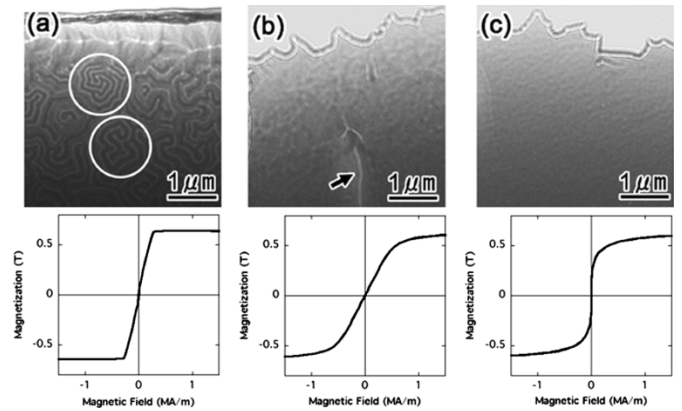 (a)
1 μm
(b)
1 μm
(c)
1 μm
Magnetization (T)
0.5
0
-0.5
-1
0
1
Magnetic Field (MA/m)
Magnetization (T)
0.5
0
-0.5
-1
0
1
Magnetic Field (MA/m)
Magnetization (T)
0.5
0
-0.5
-1
0
1
Magnetic Field (MA/m)